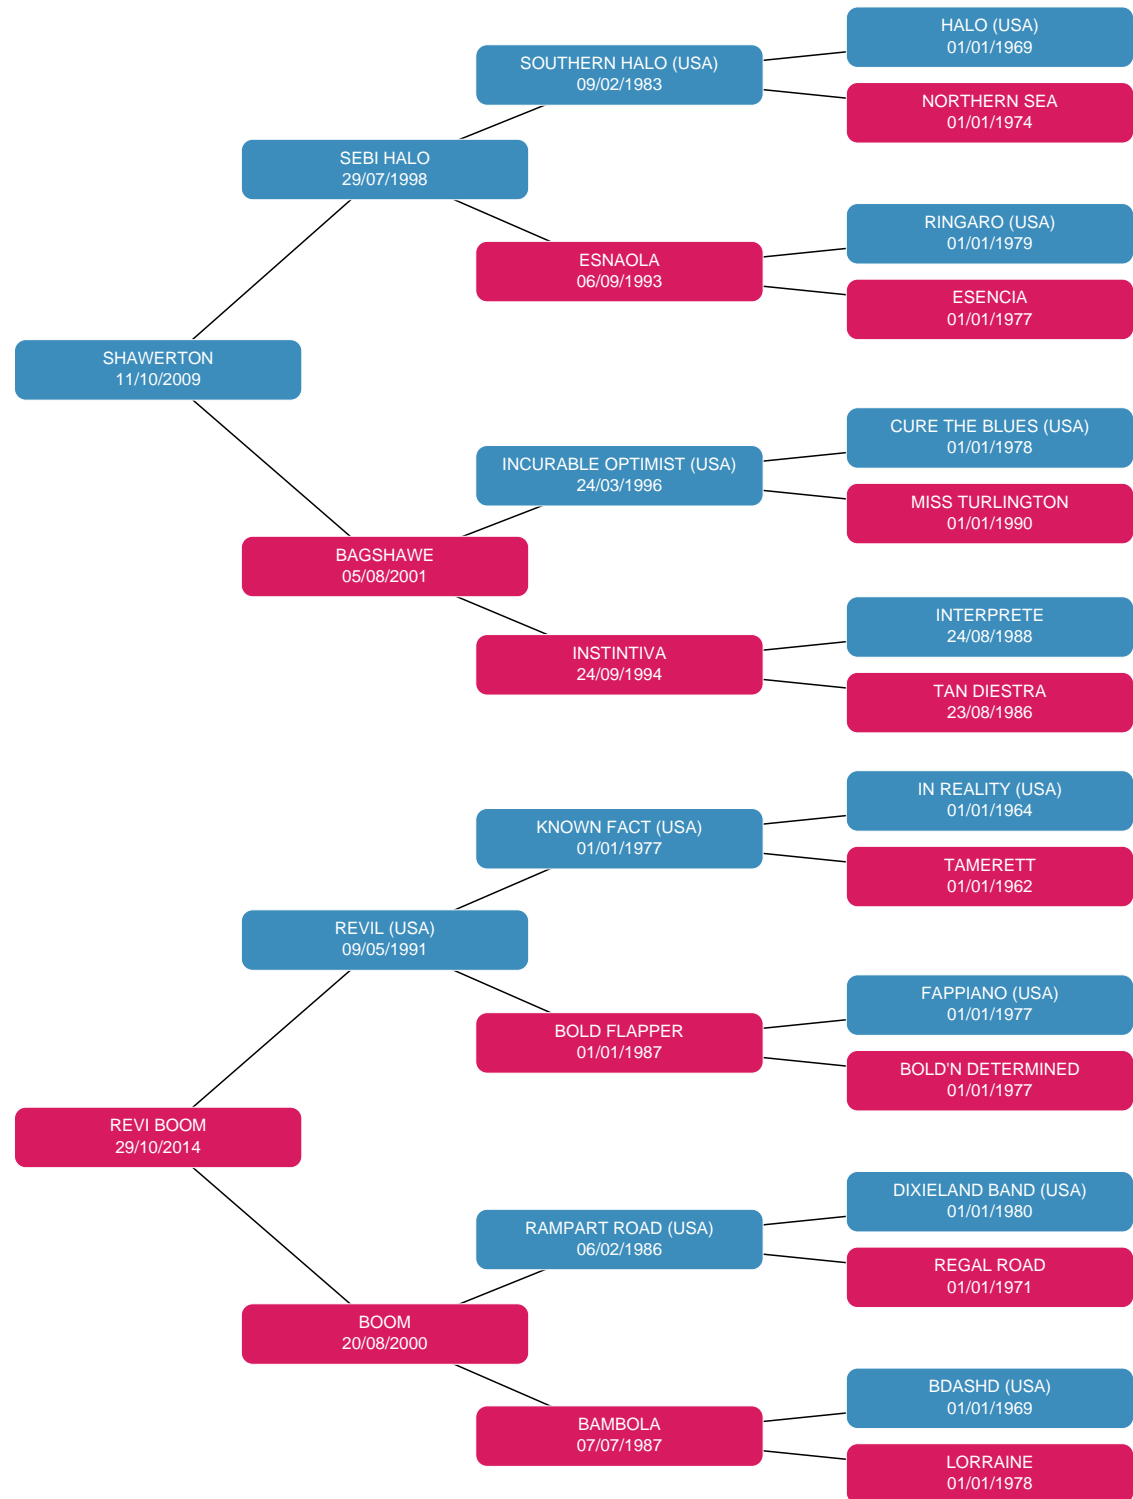 HALO (USA)
01/01/1969
SOUTHERN HALO (USA)
09/02/1983
NORTHERN SEA
01/01/1974
SEBI HALO
29/07/1998
RINGARO (USA)
01/01/1979
ESNAOLA
06/09/1993
ESENCIA
01/01/1977
SHAWERTON
11/10/2009
CURE THE BLUES (USA)
01/01/1978
INCURABLE OPTIMIST (USA)
24/03/1996
MISS TURLINGTON
01/01/1990
BAGSHAWE
05/08/2001
INTERPRETE
24/08/1988
INSTINTIVA
24/09/1994
TAN DIESTRA
23/08/1986
IN REALITY (USA)
01/01/1964
KNOWN FACT (USA)
01/01/1977
TAMERETT
01/01/1962
REVIL (USA)
09/05/1991
FAPPIANO (USA)
01/01/1977
BOLD FLAPPER
01/01/1987
BOLD'N DETERMINED
01/01/1977
REVI BOOM
29/10/2014
DIXIELAND BAND (USA)
01/01/1980
RAMPART ROAD (USA)
06/02/1986
REGAL ROAD
01/01/1971
BOOM
20/08/2000
BDASHD (USA)
01/01/1969
BAMBOLA
07/07/1987
LORRAINE
01/01/1978